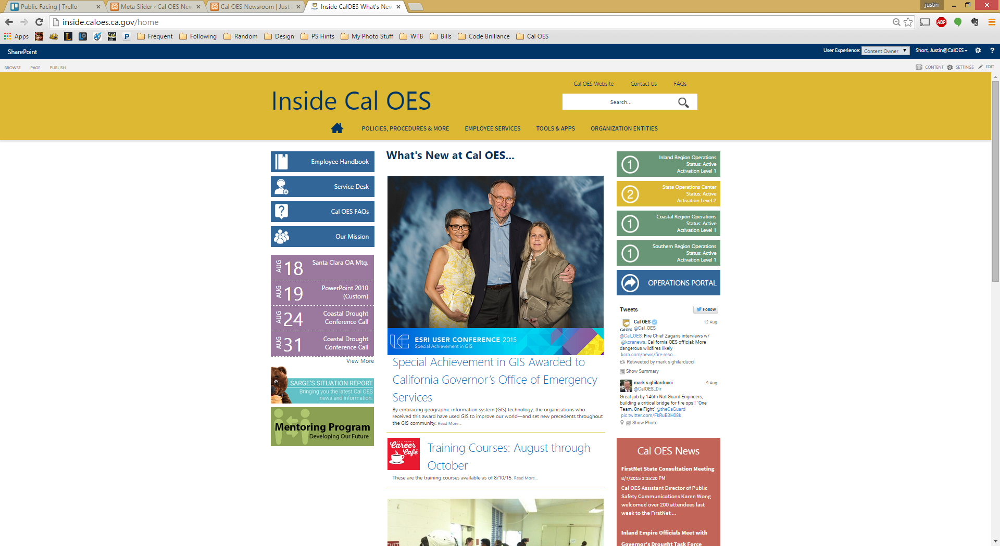 Public Facing | Trello
Meta Slider ‹ Cal OES New
Cal OES Newsroom | Just
Inside CalOES What's New
justin
inside.caloes.ca.gov/home
ABP
Apps
Frequent
Following
Random
Design
PS Hints
My Photo Stuff
WTB
Bills
Code Brilliance
Cal OES
SharePoint
User Experience: Content Owner
Short, Justin@CalOES
?
BROWSE PAGE PUBLISH
CONTENT SETTINGS EDIT
Cal OES Website Contact Us FAQs
Inside Cal OES
Search...
POLICIES, PROCEDURES & MORE EMPLOYEE SERVICES TOOLS & APPS ORGANIZATION ENTITIES
Employee Handbook
Service Desk
Cal OES FAQs
Our Mission
AUG 18 Santa Clara OA Mtg.
AUG 19 PowerPoint 2010
(Custom)
AUG 24 Coastal Drought
Conference Call
AUG 31 Coastal Drought
Conference Call
View More
SARGE'S SITUATION REPORT
Bringing you the latest Cal OES
news and information.
Mentoring Program
Developing Our Future
What's New at Cal OES...
ESRI USER CONFERENCE 2015
Special Achievement in GIS
Special Achievement in GIS Awarded to
California Governor's Office of Emergency
Services
By embracing geographic information system (GIS) technology, the organizations who
received this award have used GIS to improve our world—and set new precedents throughout
the GIS community. Read More...
CALIFORNIA
Career
Café
Training Courses: August through
October
These are the training courses available as of 8/10/15. Read More...
EXIT
1 Inland Region Operations
Status: Active
Activation Level 1
2 State Operations Center
Status: Active
Activation Level 2
1 Coastal Region Operations
Status: Active
Activation Level 1
1 Southern Region Operations
Status: Active
Activation Level 1
OPERATIONS PORTAL
Tweets
Follow
Cal OES 12 Aug
Cal OES @Cal_OES
@Cal_OES: Fire Chief Zagaris interviews w/
@kcranews. California OES official: More
dangerous wildfires likely
kcra.com/news/fire-reso...
Retweeted by mark s ghilarducci
Show Summary
mark s ghilarducci 9 Aug
@CalOES_Dir
Great job by 146th Nat Guard Engineers,
building a critical bridge for fire ops!! "One
Team, One Fight" @theCaGuard
pic.twitter.com/FkRuB3H08k
Show Photo
Cal OES News
FirstNet State Consultation Meeting
8/7/2015 3:35:20 PM
Cal OES Assistant Director of Public
Safety Communications Karen Wong
welcomed over 200 attendees last
week to the FirstNet ...
Inland Empire Officials Meet with
Governor's Drought Task Force